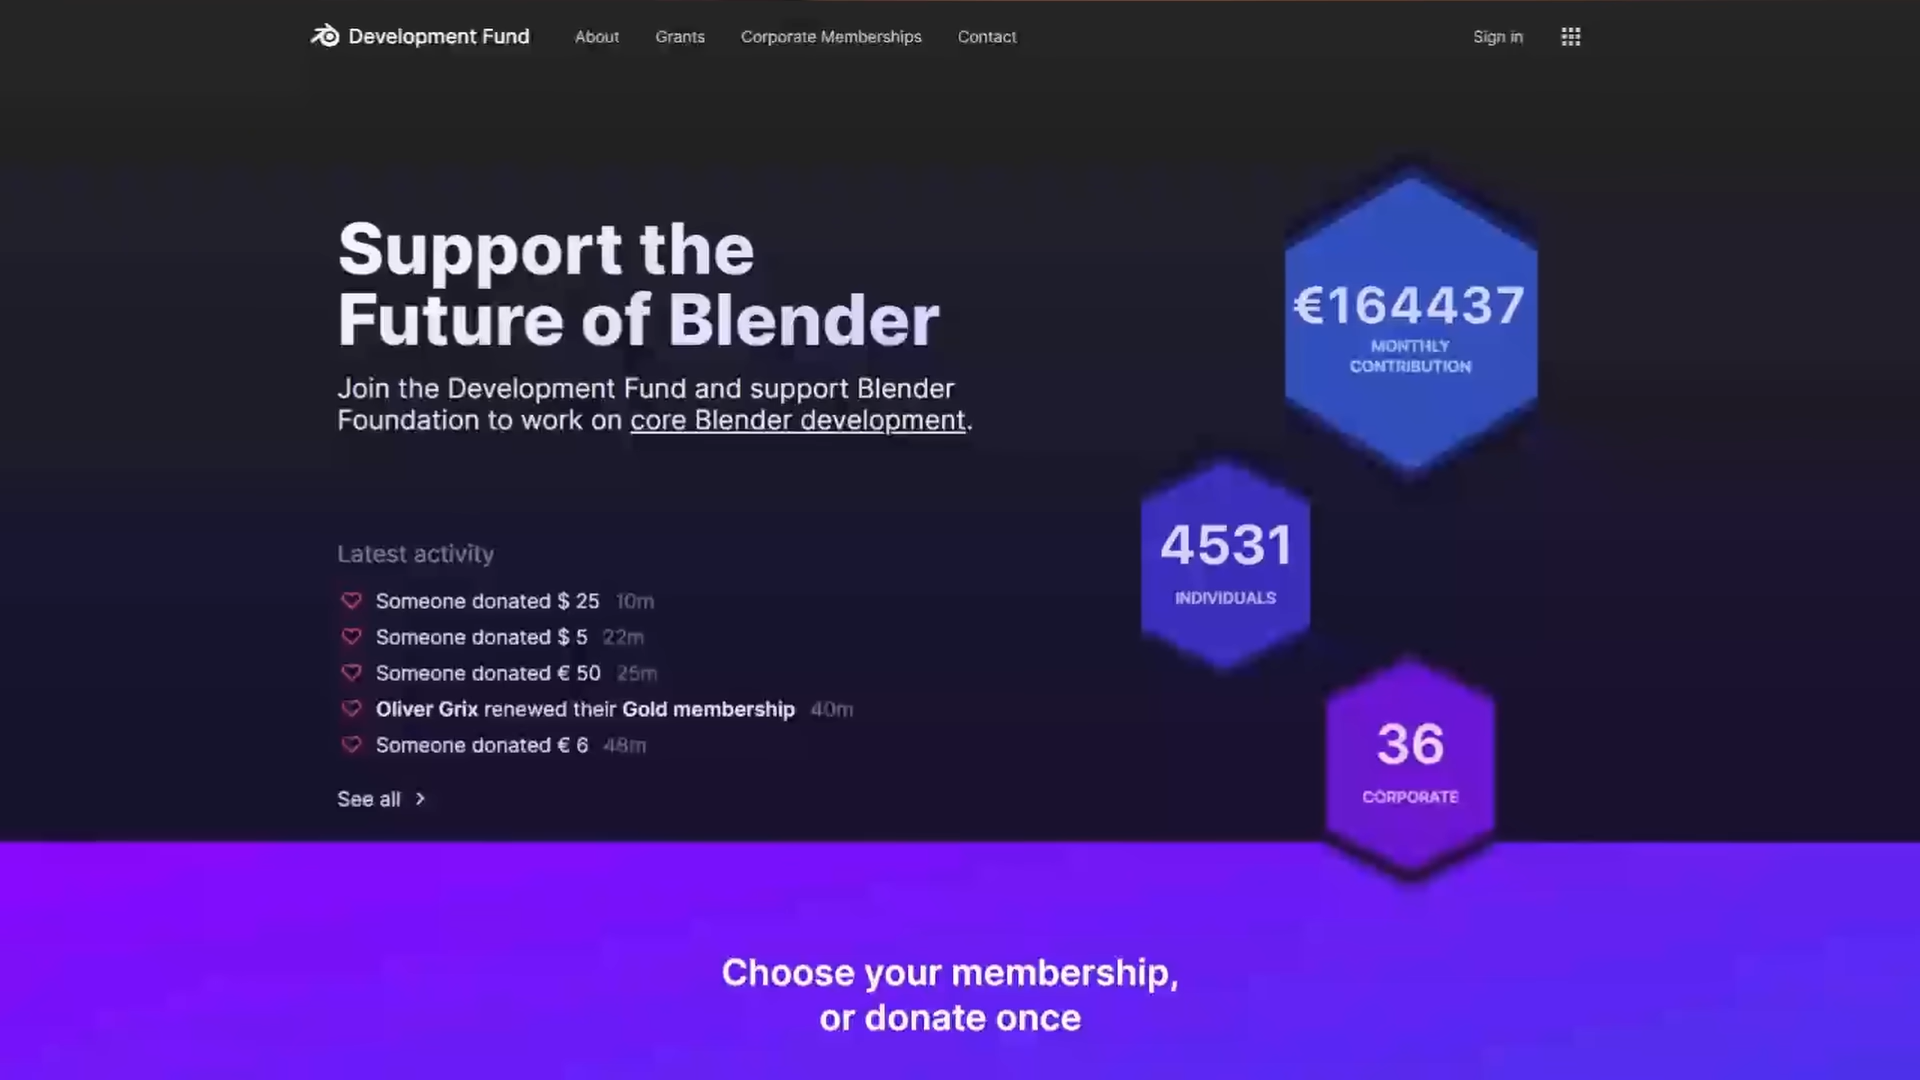 Development Fund
About
Grants
Corporate Memberships
Contact
Sign in
Support the
Future of Blender
Join the Development Fund and support Blender
Foundation to work on core Blender development.
Latest activity
Someone donated $ 25 10m
Someone donated $ 5 22m
Someone donated € 50 25m
Oliver Grix renewed their Gold membership 40m
Someone donated € 6 48m
See all
€164437
MONTHLY
CONTRIBUTION
4531
INDIVIDUALS
36
CORPORATE
Choose your membership,
or donate once